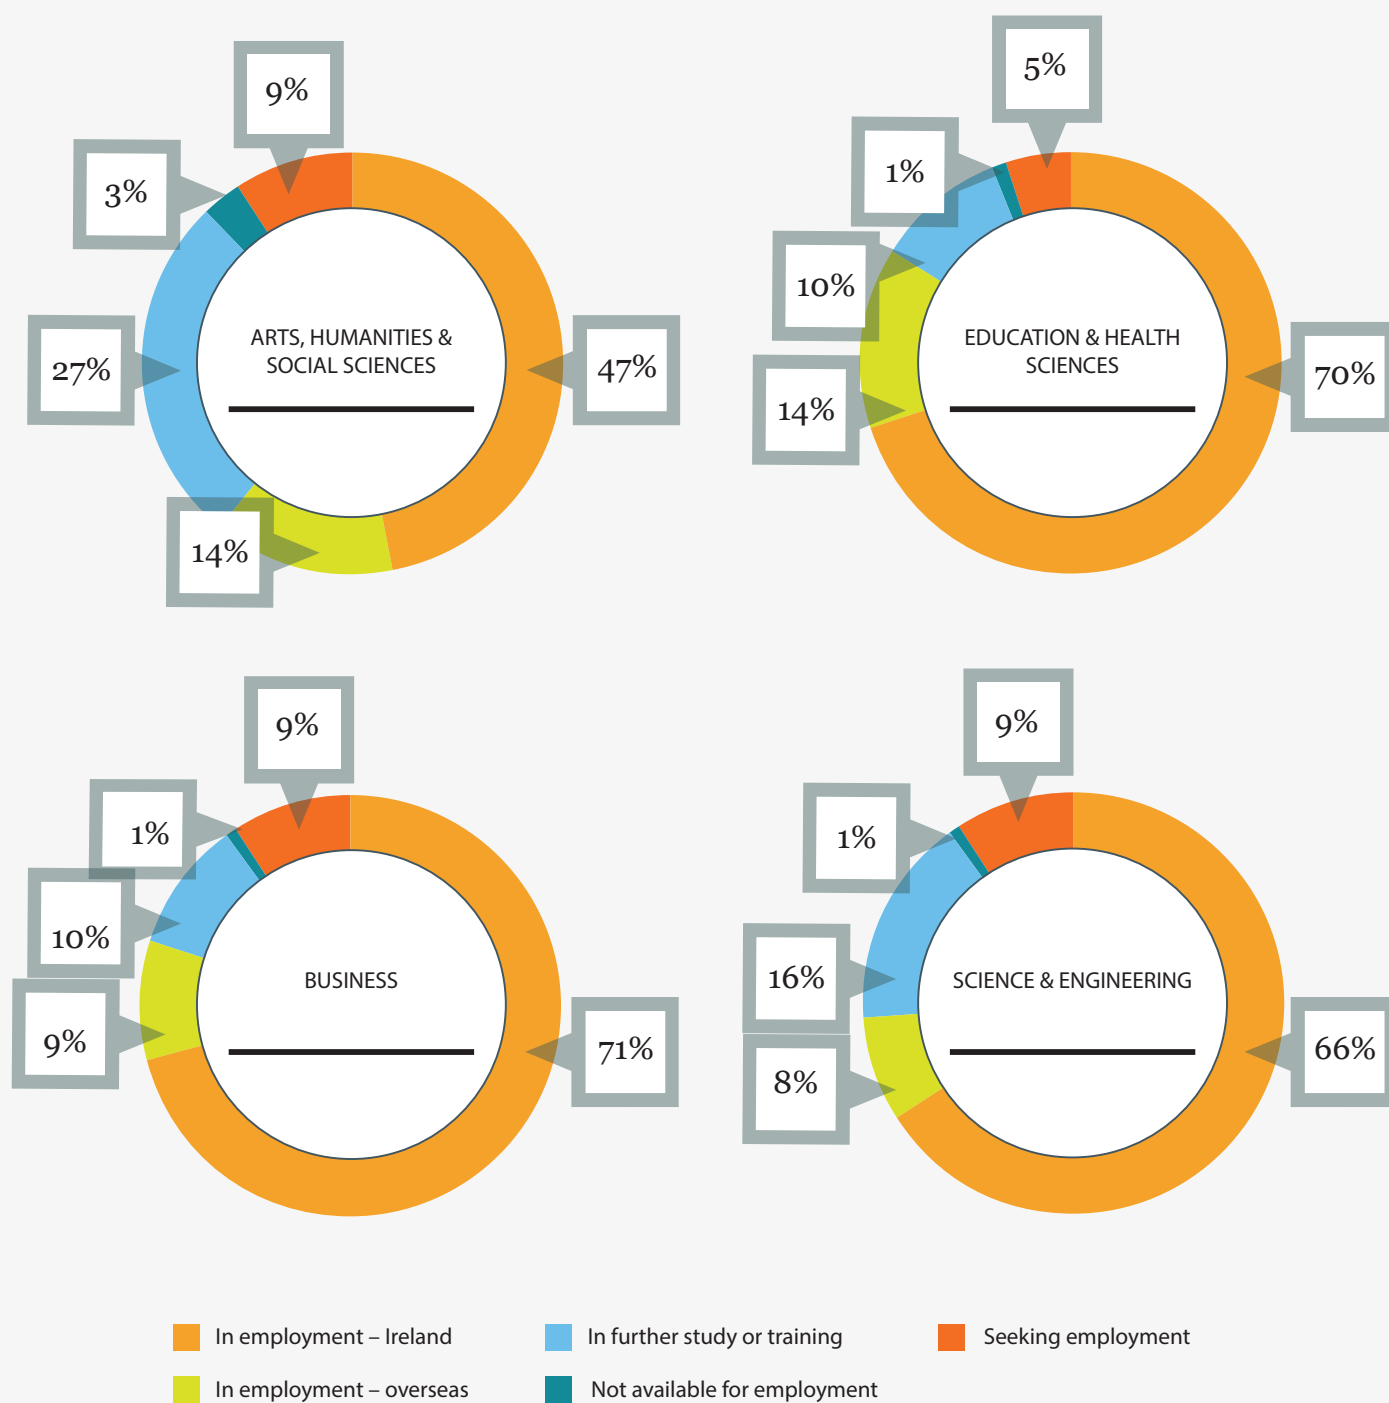 9%
3%
27%
14%
47%
ARTS, HUMANITIES &
SOCIAL SCIENCES
5%
1%
10%
14%
70%
EDUCATION & HEALTH
SCIENCES
9%
1%
10%
9%
71%
BUSINESS
9%
1%
16%
8%
66%
SCIENCE & ENGINEERING
In employment – Ireland
In further study or training
Seeking employment
In employment – overseas
Not available for employment